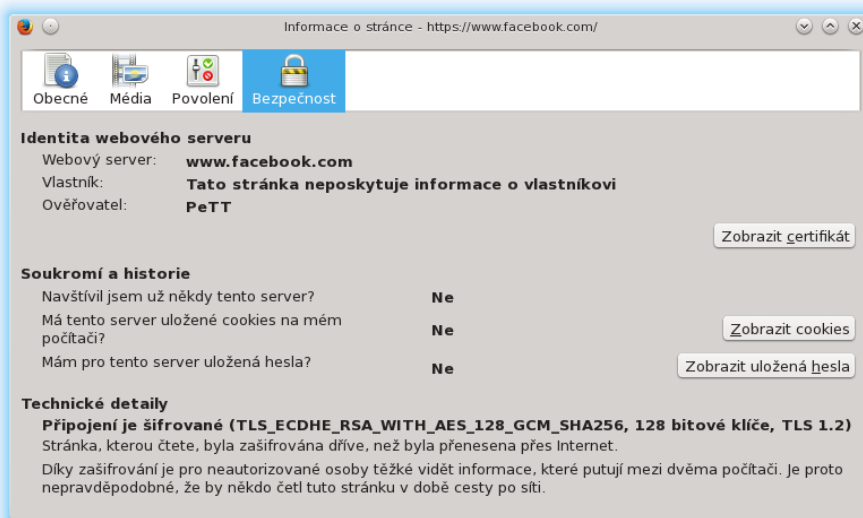 Informace o stránce - https://www.facebook.com/
Obecné Média Povolení Bezpečnost
Identita webového serveru
Webový server: www.facebook.com
Vlastník: Tato stránka neposkytuje informace o vlastníkovi
Ověřovatel: PeTT
Zobrazit certifikát
Soukromí a historie
Navštívil jsem už někdy tento server? Ne
Má tento server uložené cookies na mém
počítači? Ne Zobrazit cookies
Mám pro tento server uložená hesla? Ne Zobrazit uložená hesla
Technické detaily
Připojení je šifrované (TLS_ECDHE_RSA_WITH_AES_128_GCM_SHA256, 128 bitové klíče, TLS 1.2)
Stránka, kterou čtete, byla zašifrována dříve, než byla přenesena přes Internet.
Díky zašifrování je pro neautorizované osoby těžké vidět informace, které putují mezi dvěma počítači. Je proto
nepravděpodobné, že by někdo četl tuto stránku v době cesty po síti.